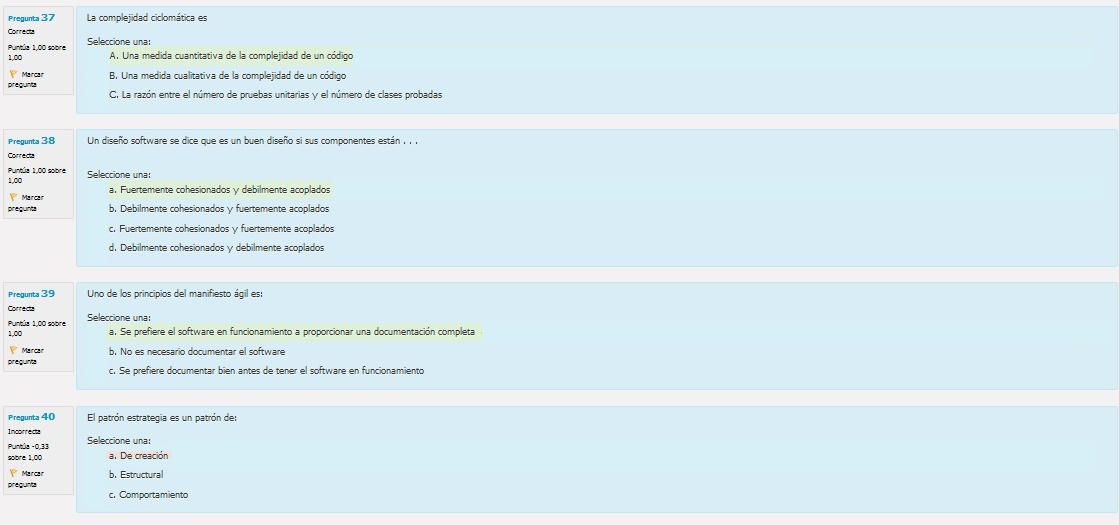 Pregunta 37
Correcta
Puntúa 1,00 sobre
1,00
Marcar
pregunta
La complejidad ciclomática es
Seleccione una:
A. Una medida cuantitativa de la complejidad de un código
B. Una medida cualitativa de la complejidad de un código
C. La razón entre el número de pruebas unitarias y el número de clases probadas
Pregunta 38
Correcta
Puntúa 1,00 sobre
1,00
Marcar
pregunta
Un diseño software se dice que es un buen diseño si sus componentes están . . .
Seleccione una:
a. Fuertemente cohesionados y debilmente acoplados
b. Debilmente cohesionados y fuertemente acoplados
c. Fuertemente cohesionados y fuertemente acoplados
d. Debilmente cohesionados y debilmente acoplados
Pregunta 39
Correcta
Puntúa 1,00 sobre
1,00
Marcar
pregunta
Uno de los principios del manifiesto ágil es:
Seleccione una:
a. Se prefiere el software en funcionamiento a proporcionar una documentación completa
b. No es necesario documentar el software
c. Se prefiere documentar bien antes de tener el software en funcionamiento
Pregunta 40
Incorrecta
Puntúa -0,33
sobre 1,00
Marcar
pregunta
El patrón estrategia es un patrón de:
Seleccione una:
a. De creación
b. Estructural
c. Comportamiento